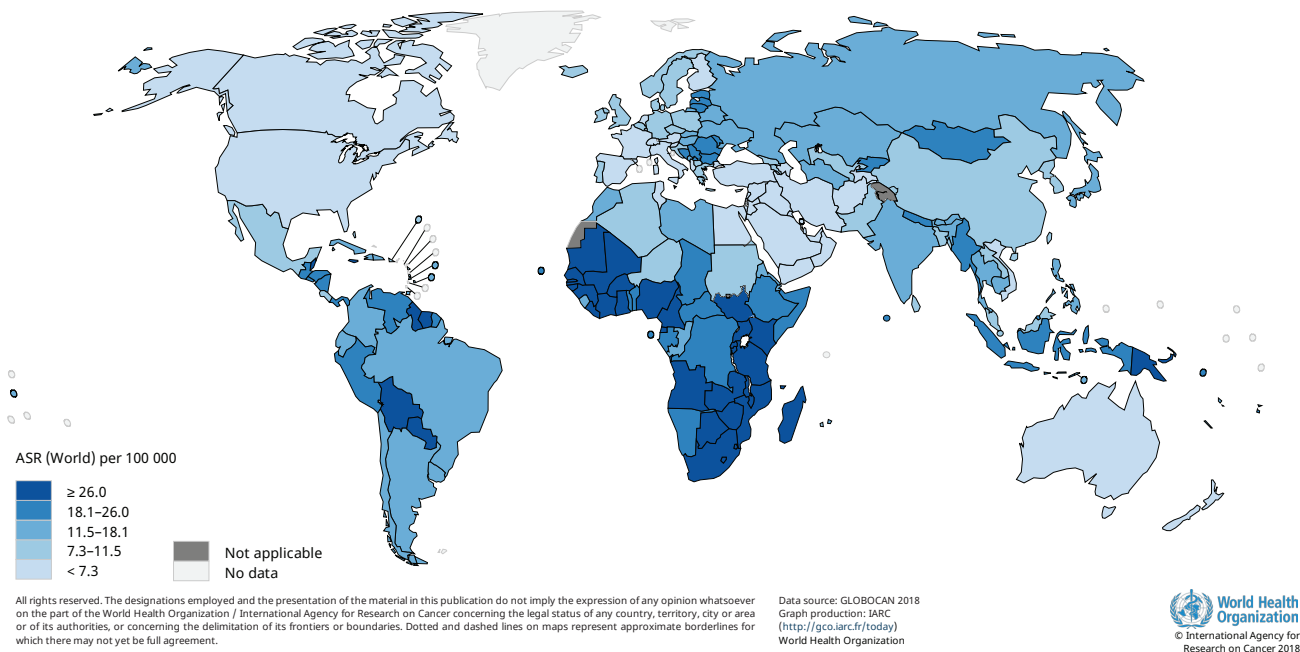 ASR (World) per 100 000
≥ 26.0
18.1–26.0
11.5–18.1
7.3–11.5
< 7.3
Not applicable
No data
All rights reserved. The designations employed and the presentation of the material in this publication do not imply the expression of any opinion whatsoever
on the part of the World Health Organization / International Agency for Research on Cancer concerning the legal status of any country, territory, city or area
or of its authorities, or concerning the delimitation of its frontiers or boundaries. Dotted and dashed lines on maps represent approximate borderlines for
which there may not yet be full agreement.
Data source: GLOBOCAN 2018
Graph production: IARC
(http://gco.iarc.fr/today)
World Health Organization
World Health
Organization
© International Agency for
Research on Cancer 2018